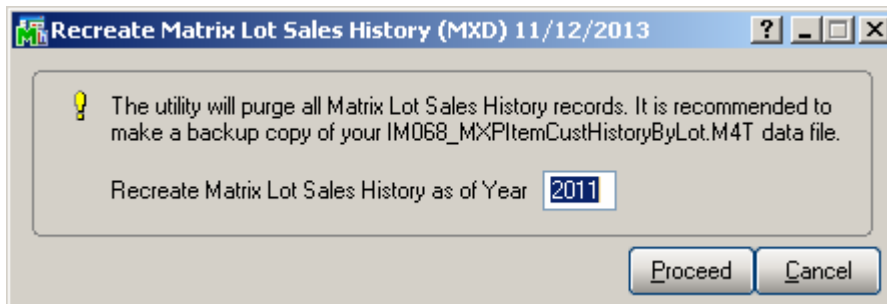 Recreate Matrix Lot Sales History (MXD) 11/12/2013
The utility will purge all Matrix Lot Sales History records. It is recommended to
make a backup copy of your IM068_MXPItemCustHistoryByLot.M4T data file.
Recreate Matrix Lot Sales History as of Year 2011
Proceed Cancel